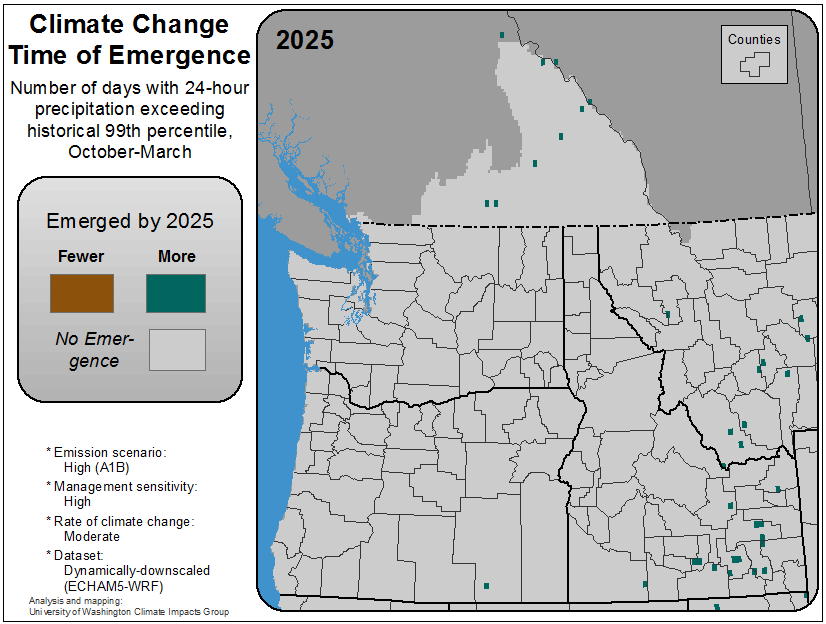 Climate Change
Time of Emergence
Number of days with 24-hour
precipitation exceeding
historical 99th percentile,
October-March
Emerged by 2025
Fewer
More
No Emer-
gence
* Emission scenario:
High (A1B)
* Management sensitivity:
High
* Rate of climate change:
Moderate
* Dataset:
Dynamically-downscaled
(ECHAM5-WRF)
Analysis and mapping:
University of Washington Climate Impacts Group
2025
Counties